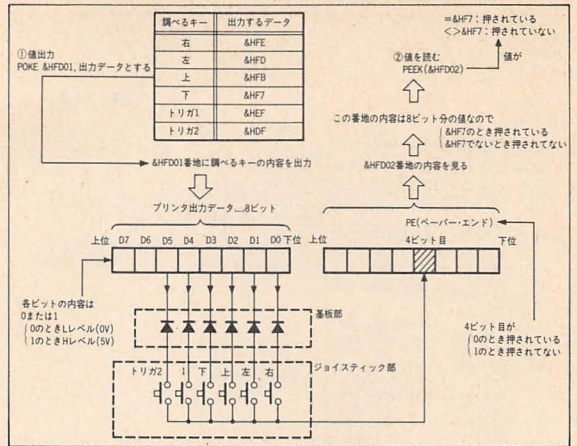 調べるキー 出力するデータ
右 &HFE
左 &HFD
上 &HFB
下 &HF7
トリガ1 &HEF
トリガ2 &HDF
①値出力
POKE &HFD01, 出力データとする
=&HF7:押されている
<>&HF7:押されていない
②値を読む
PEEK(&HFD02)
値が
この番地の内容は8ビット分の値なので
&HF7のとき押されている
&HF7でないとき押されてない
&HFD01番地に調べるキーの内容を出力
&HFD02番地の内容を見る
プリンタ出力データ…8ビット
PE(ペーパー・エンド)
上位 D7 D6 D5 D4 D3 D2 D1 D0 下位
上位 4ビット目 下位
各ビットの内容は
0または1
0のときLレベル(0V)
1のときHレベル(5V)
基板部
4ビット目が
0のとき押されている
1のとき押されてない
ジョイスティック部
トリガ2 1 下 上 左 右